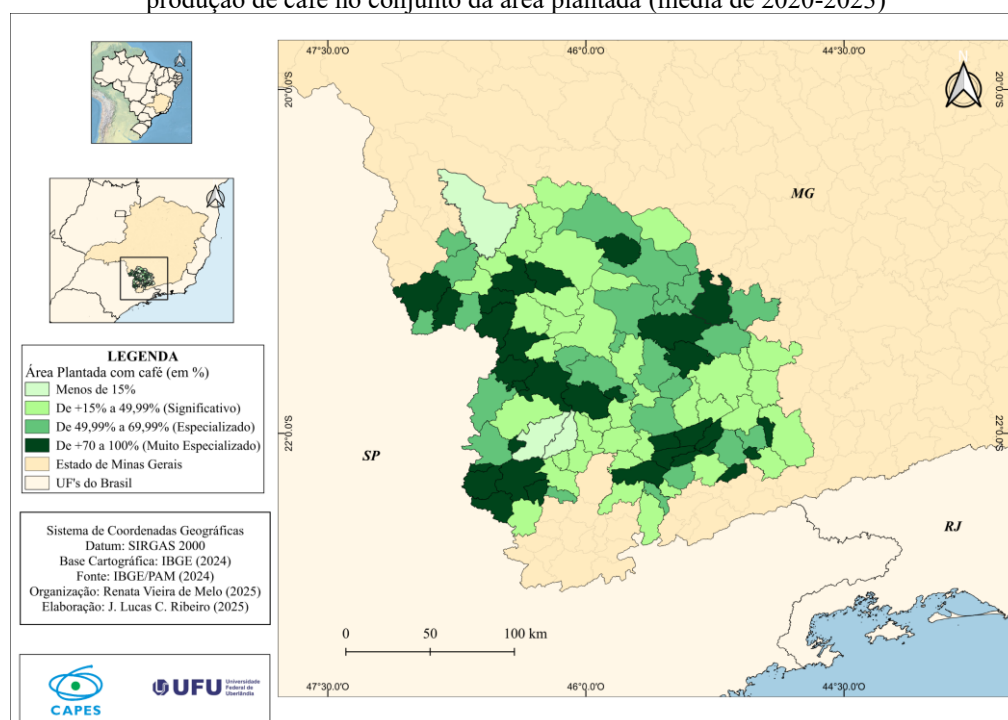 produção de café no conjunto da área plantada (média de 2020-2023)
47°30.0'O 46°0.0'O 44°30.0'O
20°0.0'S 20°0.0'S
N
MG
SP
22°0.0'S 22°0.0'S
RJ
LEGENDA
Área Plantada com café (em %)
Menos de 15%
De +15% a 49,99% (Significativo)
De 49,99% a 69,99% (Especializado)
De +70 a 100% (Muito Especializado)
Estado de Minas Gerais
UF's do Brasil
Sistema de Coordenadas Geográficas
Datum: SIRGAS 2000
Base Cartográfica: IBGE (2024)
Fonte: IBGE/PAM (2024)
Organização: Renata Vieira de Melo (2025)
Elaboração: J. Lucas C. Ribeiro (2025)
0 50 100 km
CAPES
UFU Universidade
Federal de
Uberlândia
47°30.0'O 46°0.0'O 44°30.0'O